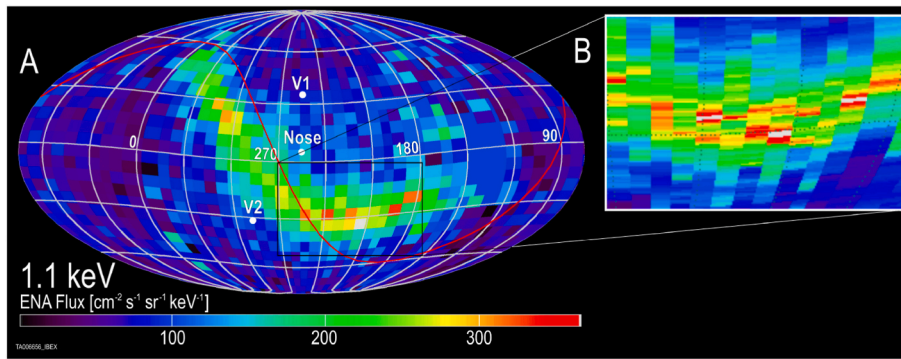 A
B
V1
Nose
0
270
180
90
V2
1.1 keV
ENA Flux [cm⁻² s⁻¹ sr⁻¹ keV⁻¹]
100
200
300
TA006656_IBEX